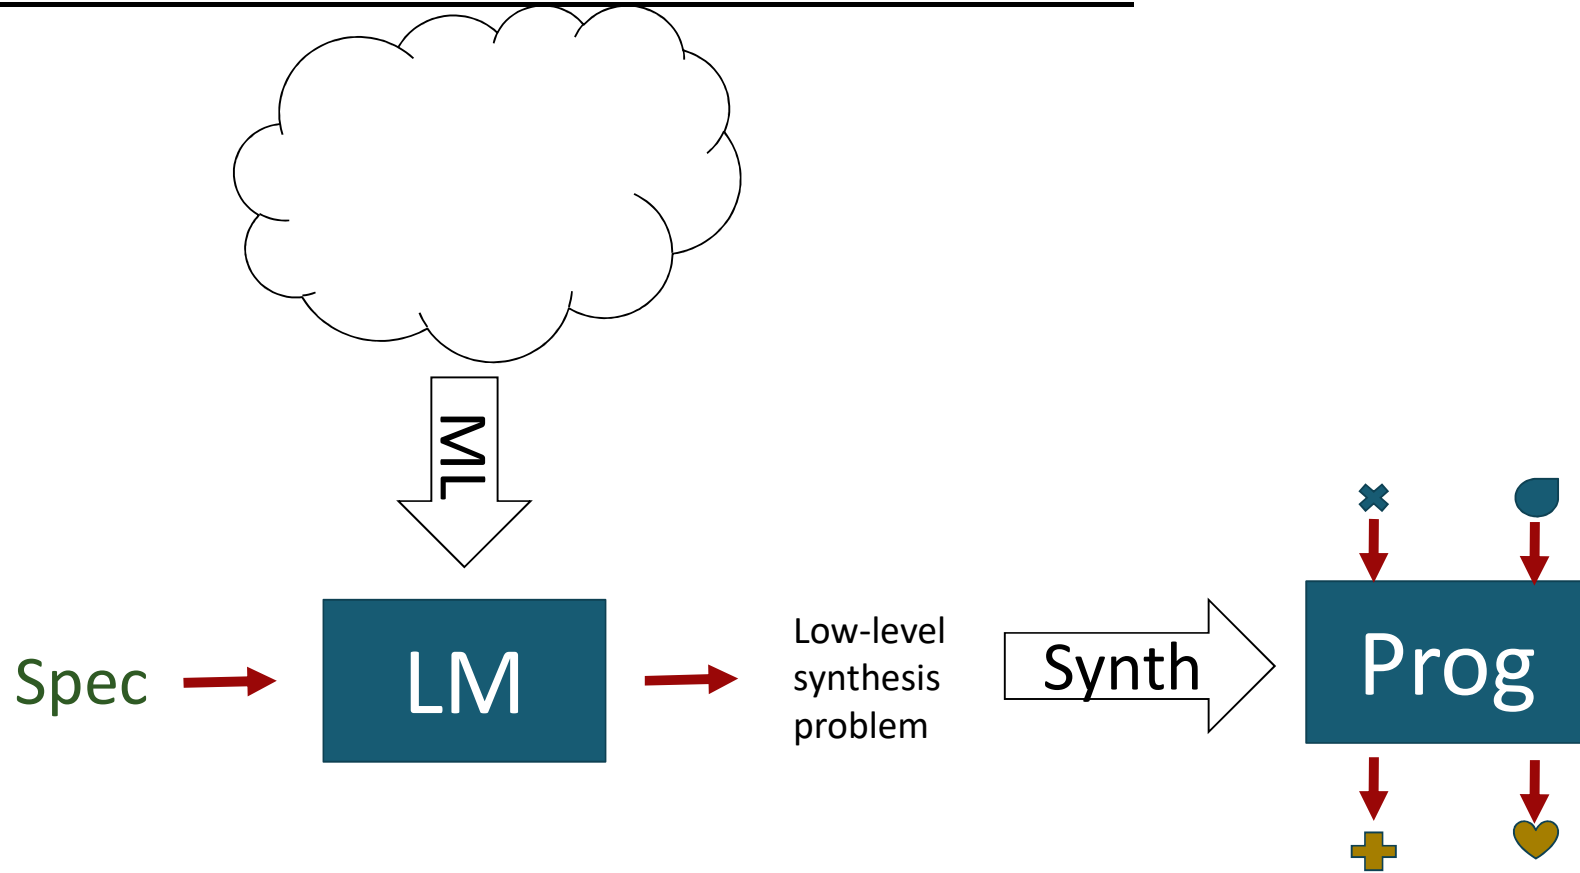 ML
Spec
LM
Low-level
synthesis
problem
Synth
Prog